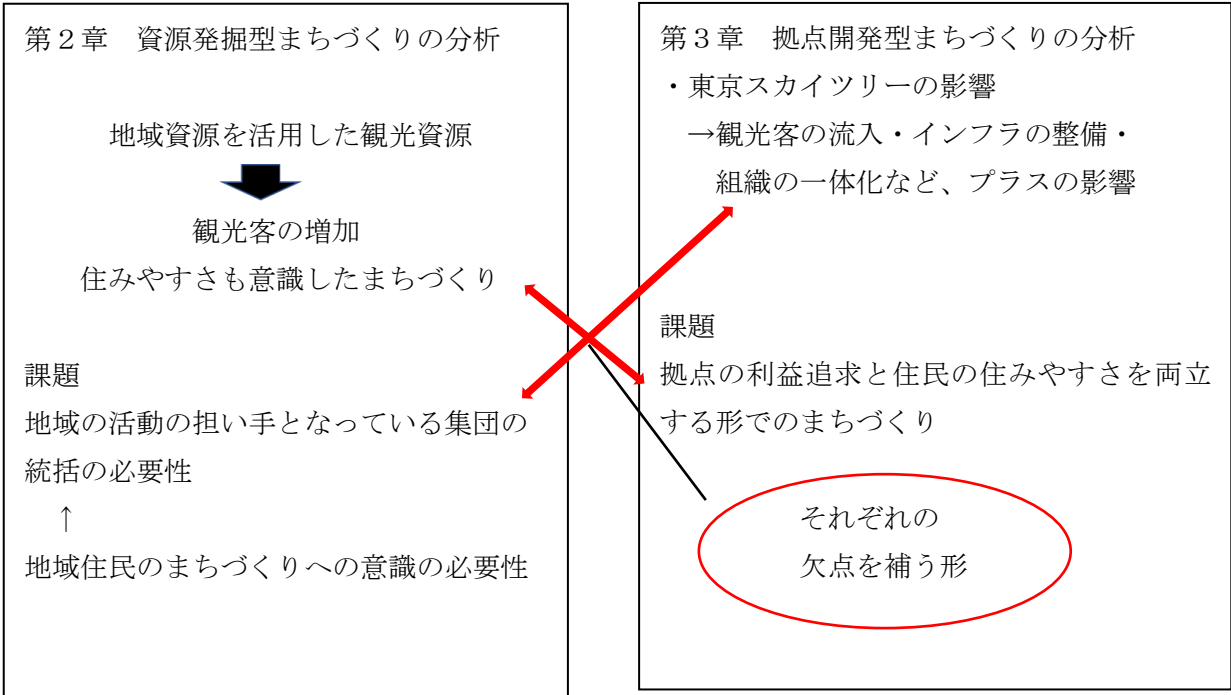 第２章　資源発掘型まちづくりの分析
地域資源を活用した観光資源
観光客の増加
住みやすさも意識したまちづくり
課題
地域の活動の担い手となっている集団の
統括の必要性
↑
地域住民のまちづくりへの意識の必要性
第３章　拠点開発型まちづくりの分析
・東京スカイツリーの影響
→観光客の流入・インフラの整備・
組織の一体化など、プラスの影響
課題
拠点の利益追求と住民の住みやすさを両立
する形でのまちづくり
それぞれの
欠点を補う形